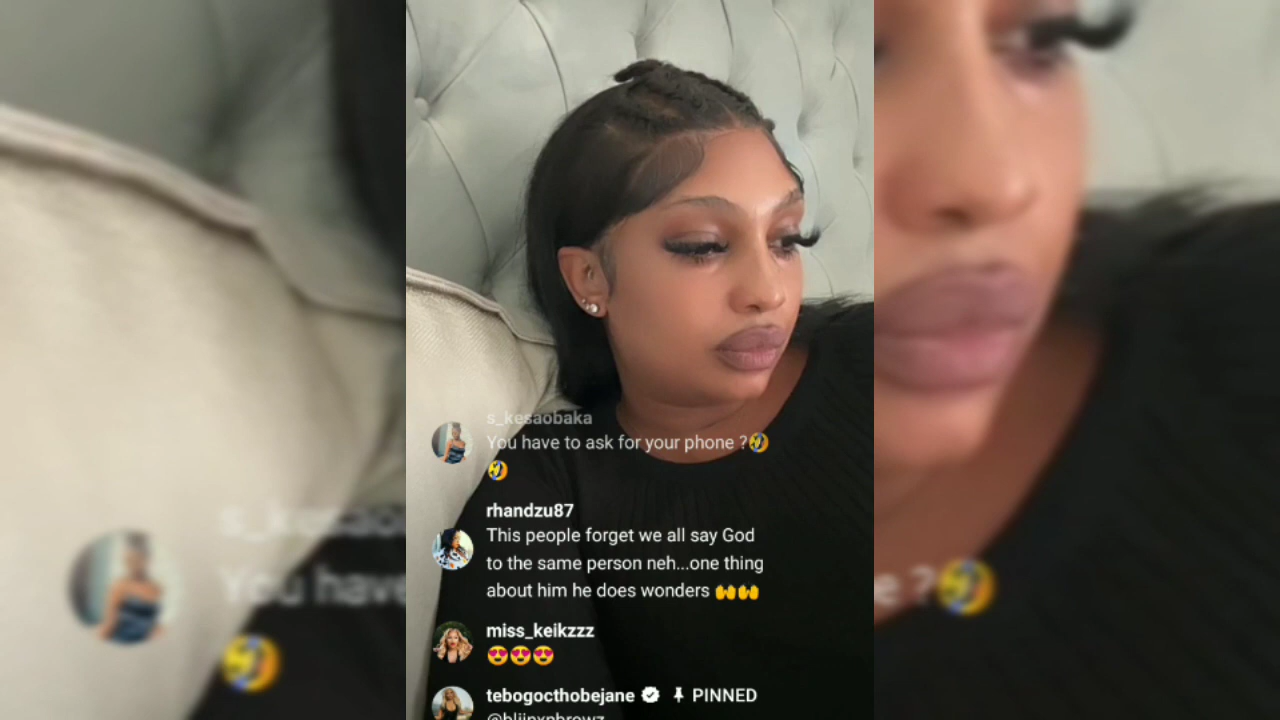 s_kesaobaka
You have to ask for your phone ?🤣
🤣
rhandzu87
This people forget we all say God
to the same person neh...one thing
about him he does wonders 🙌🙌
miss_keikzzz
😍😍😍
tebogocthobejane PINNED